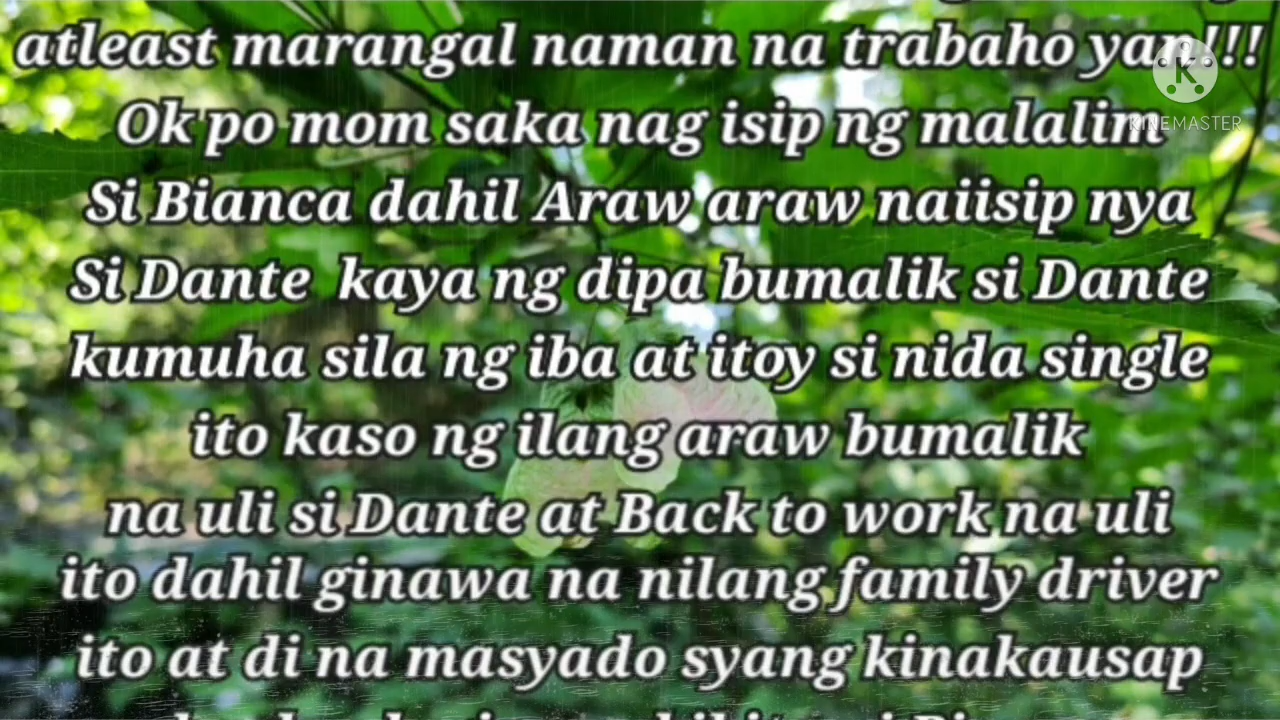 atleast marangal naman na trabaho yan!!!
K
KINEMASTER
Ok po mom saka nag isip ng malalim
Si Bianca dahil Araw araw naiisip nya
Si Dante kaya ng dipa bumalik si Dante
kumuha sila ng iba at itoy si nida single
ito kaso ng ilang araw bumalik
na uli si Dante at Back to work na uli
ito dahil ginawa na nilang family driver
ito at di na masyado syang kinakausap